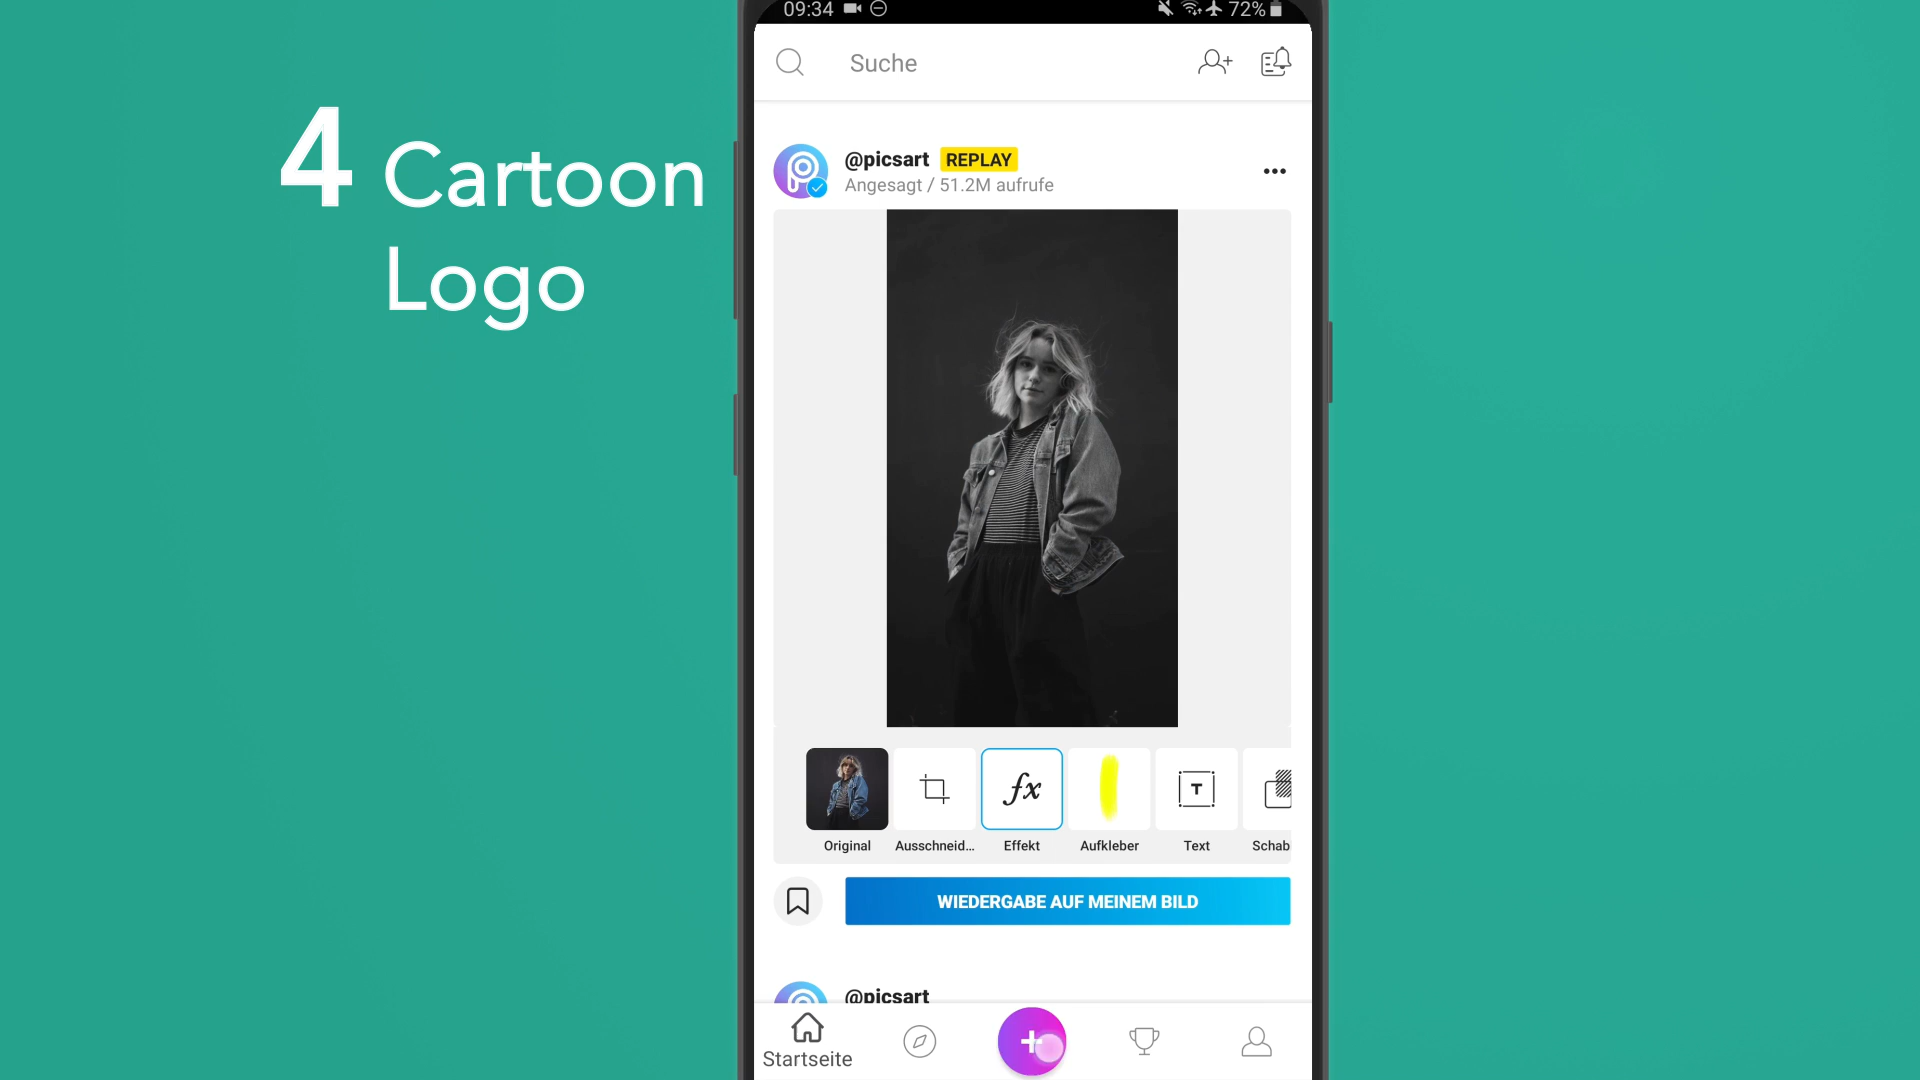 4 Cartoon
Logo
09:34
72%
Suche
@picsart REPLAY
Angesagt / 51.2M aufrufe
Original
Ausschneid...
fx
Effekt
Aufkleber
T
Text
Schab
WIEDERGABE AUF MEINEM BILD
@picsart
Startseite